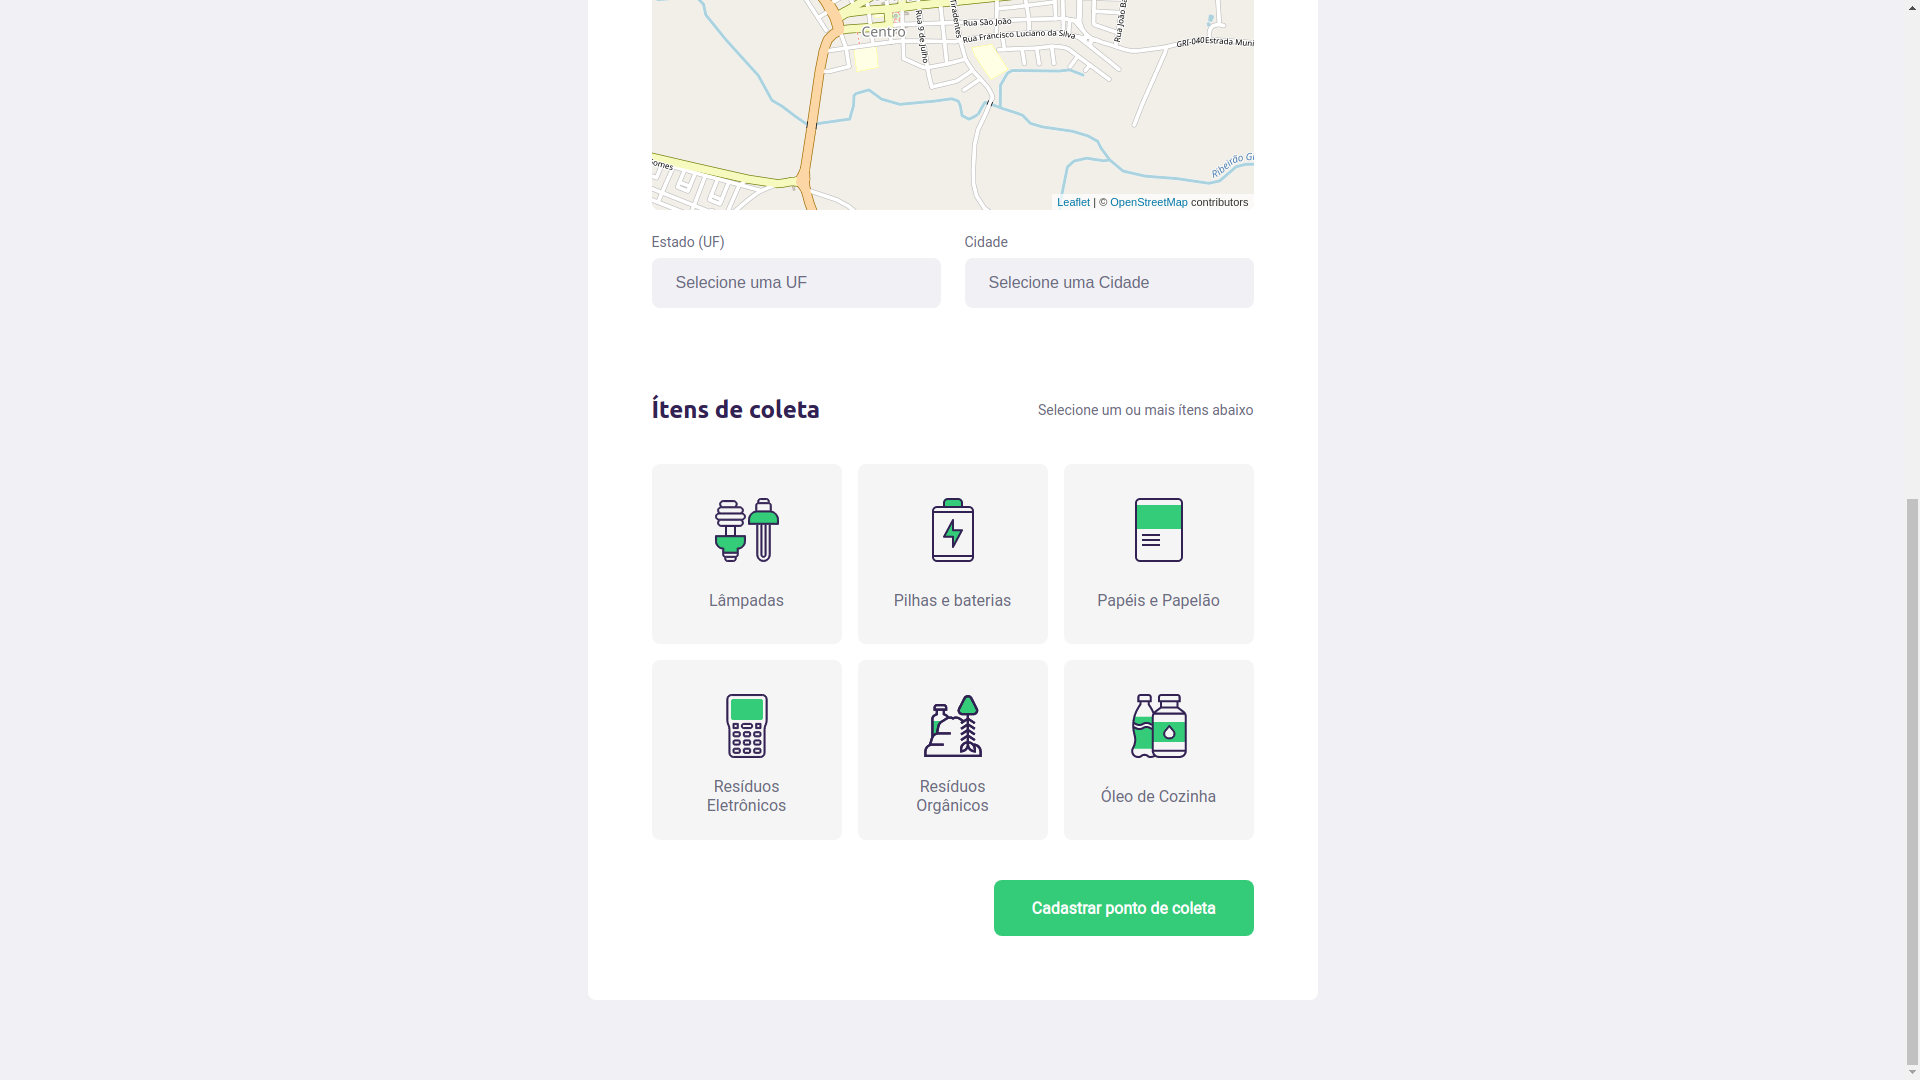 Tiradentes
Rua João Ba
Rua São João
Centro
Rua 9 de Julho
Rua Francisco Luciano da Silva
GRI-040
Estrada Muni
Gomes
Ribeirão G
Leaflet | © OpenStreetMap contributors
Estado (UF)
Cidade
Selecione uma UF
Selecione uma Cidade
Ítens de coleta
Selecione um ou mais ítens abaixo
Lâmpadas
Pilhas e baterias
Papéis e Papelão
Resíduos
Eletrônicos
Resíduos
Orgânicos
Óleo de Cozinha
Cadastrar ponto de coleta